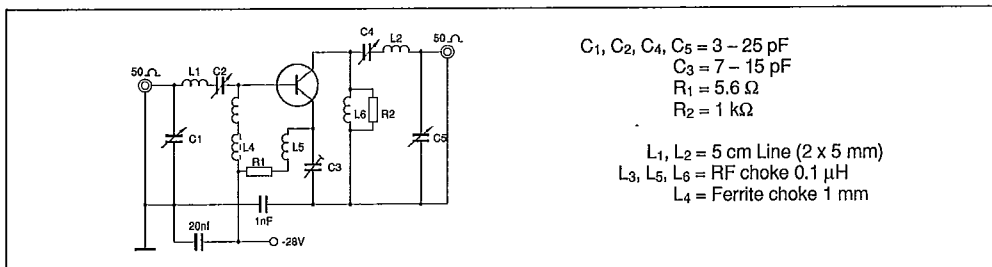 50 Ω
L1
C2
C1
L4
R1
L5
C3
C4
L2
50 Ω
L6
R2
C5
1nF
20nf
-28V
C₁, C₂, C₄, C₅ = 3 – 25 pF
C₃ = 7 – 15 pF
R₁ = 5.6 Ω
R₂ = 1 kΩ
L₁, L₂ = 5 cm Line (2 x 5 mm)
L₃, L₅, L₆ = RF choke 0.1 μH
L₄ = Ferrite choke 1 mm